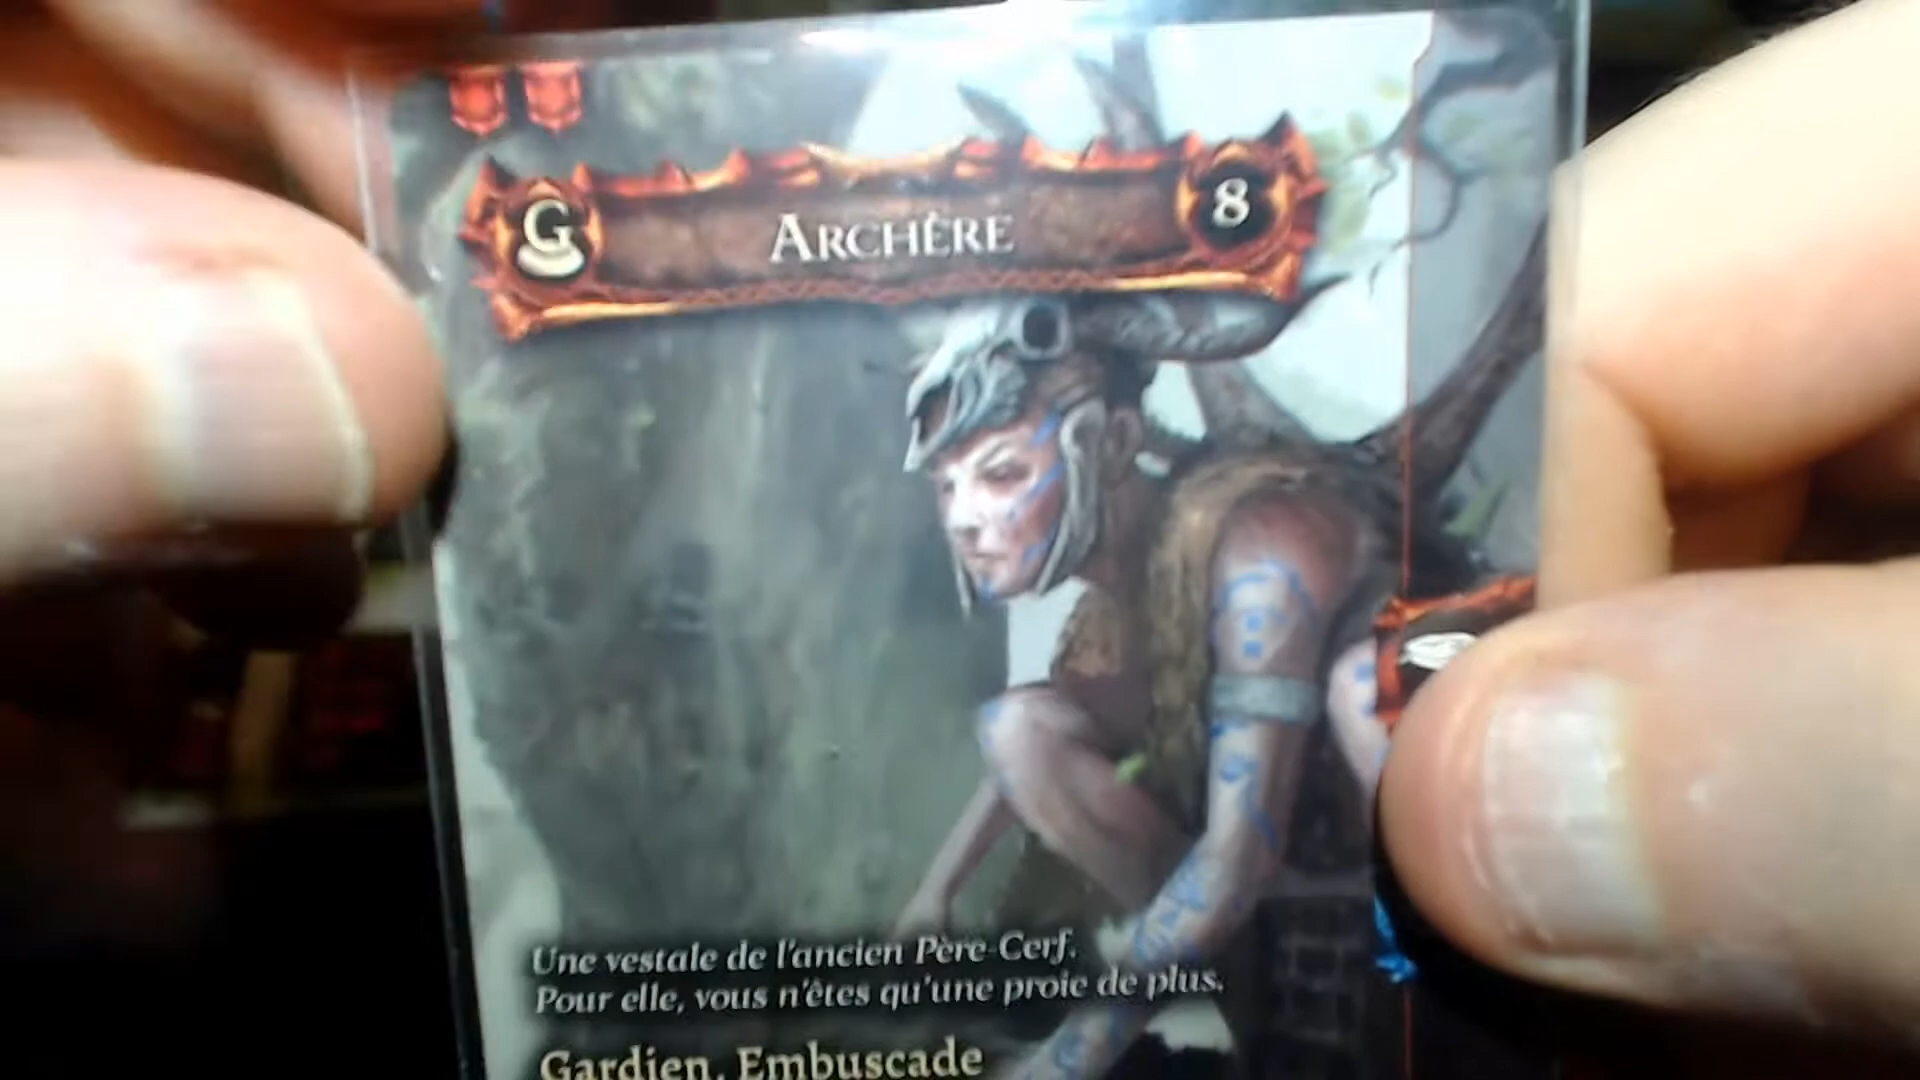 G ARCHÈRE 8
Une vestale de l'ancien Père-Cerf.
Pour elle, vous n'êtes qu'une proie de plus.
Gardien, Embuscade